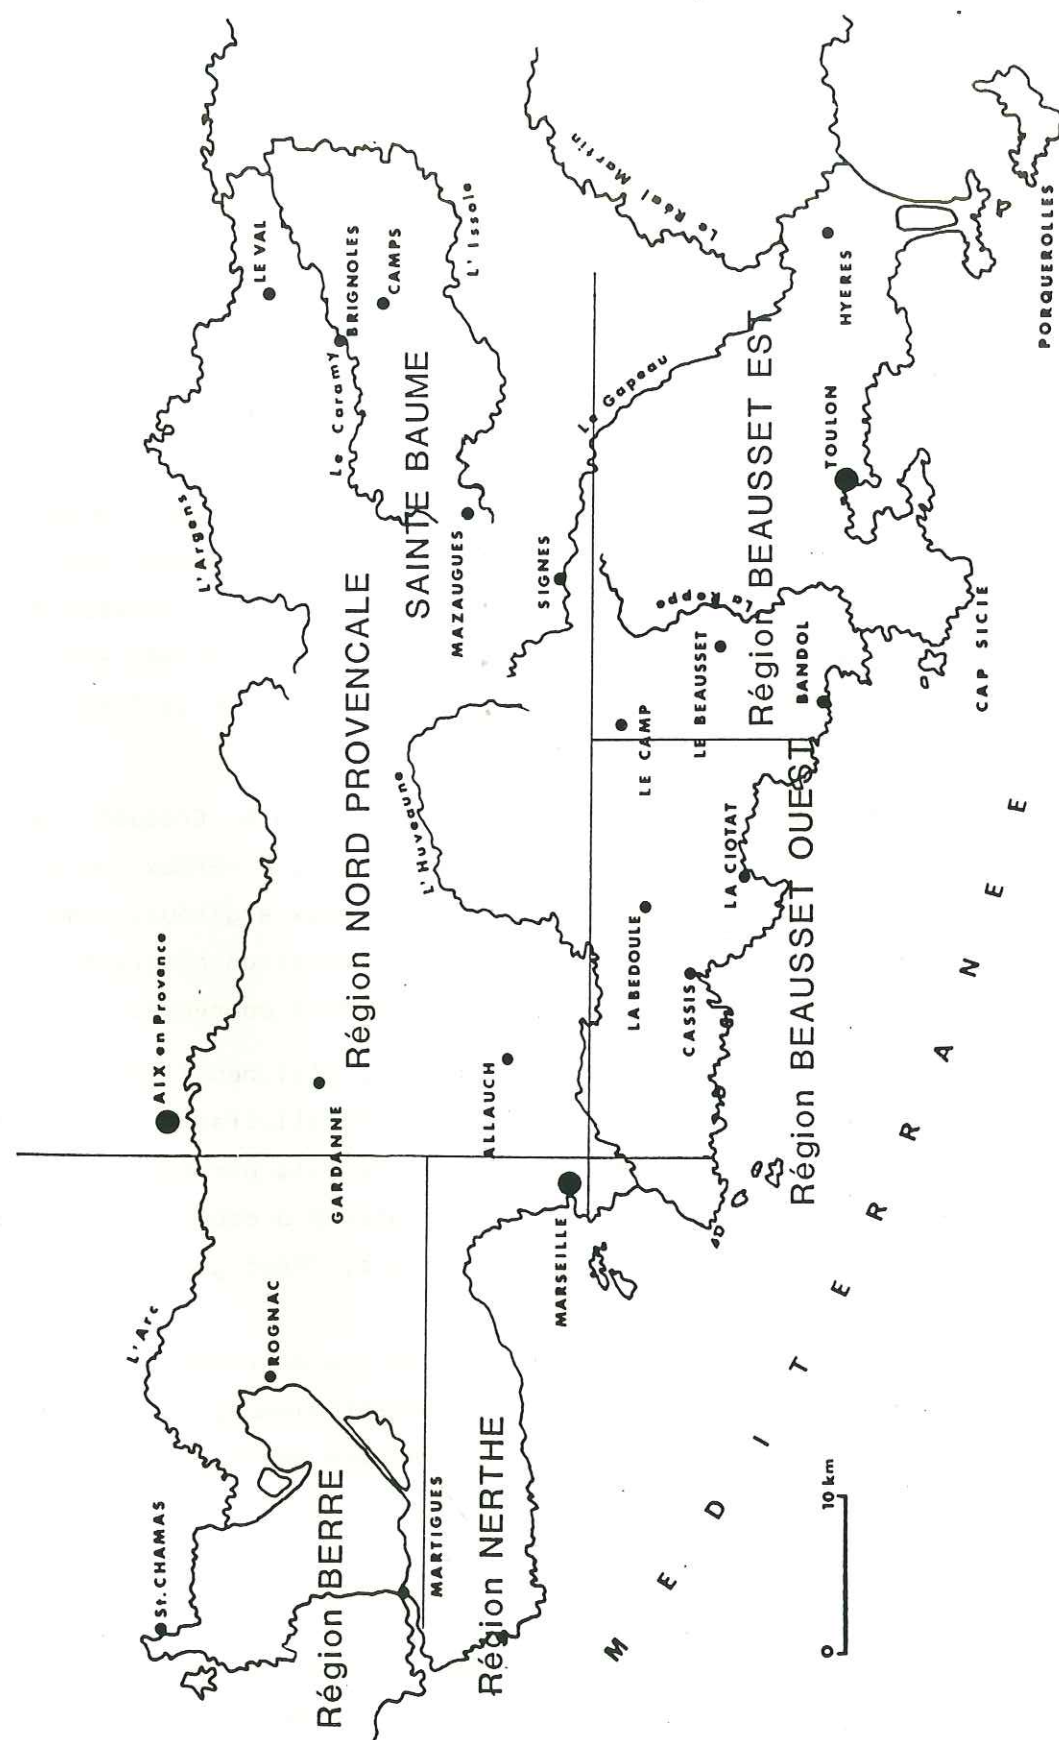 St. CHAMAS
L'Arc
AIX en Provence
L'Argens
LE VAL
ROGNAC
GARDANNE
Le Caramy
BRIGNOLES
CAMPS
Région BERRE
Région NORD PROVENCALE
SAINTE BAUME
MARTIGUES
L'Huveaune
MAZAUGUES
L'Issole
Région NERTHE
ALLAUCH
SIGNES
Le Réal Martin
MARSEILLE
Le Gapeau
LA BEDOULE
LE CAMP
CASSIS
LE BEAUSSET
La Reppe
LA CIOTAT
Région BEAUSSET EST
Région BEAUSSET OUEST
BANDOL
TOULON
HYERES
CAP SICIE
PORQUEROLLES
MEDITERRANEE
0 10 km